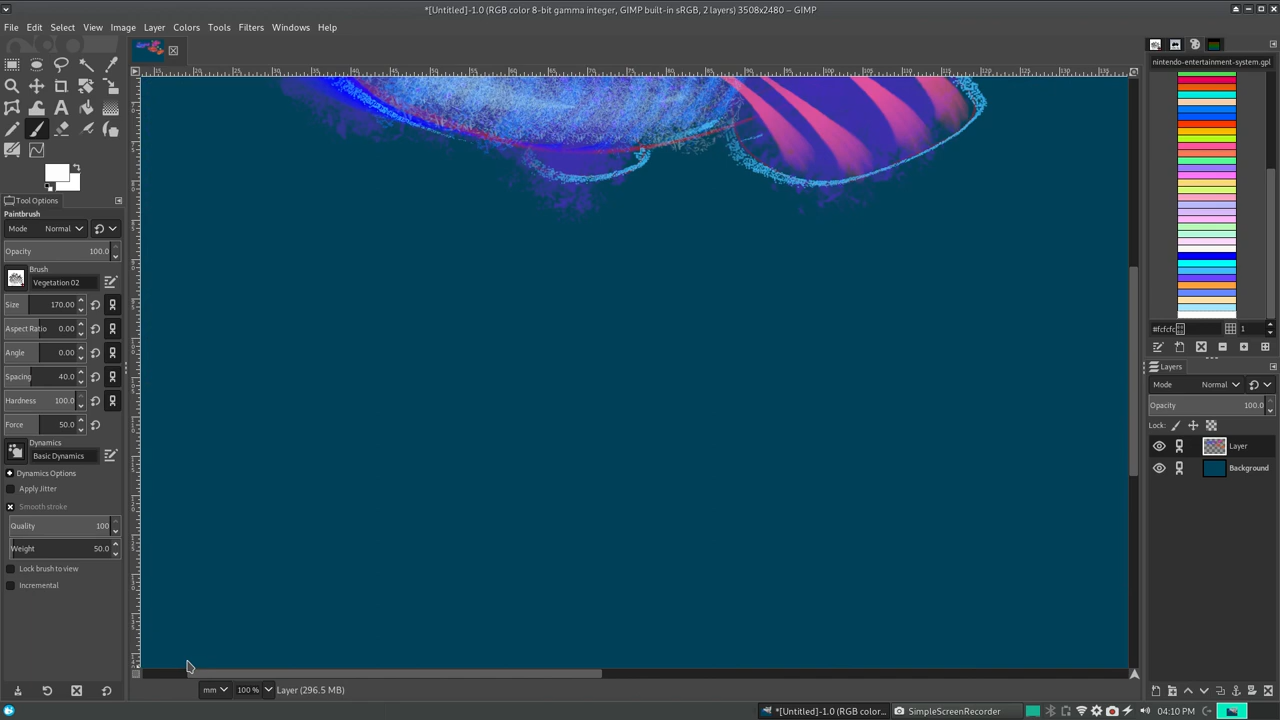 *[Untitled]-1.0 (RGB color 8-bit gamma integer, GIMP built-in sRGB, 2 layers) 3508x2480 – GIMP
File Edit Select View Image Layer Colors Tools Filters Windows Help
nintendo-entertainment-system.gpl
Tool Options
Paintbrush
Mode Normal
Opacity 100.0
Brush
Vegetation 02
Size 170.00
Aspect Ratio 0.00
Angle 0.00
Spacing 40.0
Hardness 100.0
Force 50.0
Dynamics
Basic Dynamics
Dynamics Options
Apply Jitter
Smooth stroke
Quality 100
Weight 50.0
Lock brush to view
Incremental
#fcfcfc 1
Layers
Mode Normal
Opacity 100.0
Lock:
Layer
Background
mm 100 % Layer (296.5 MB)
*[Untitled]-1.0 (RGB color... SimpleScreenRecorder 04:10 PM